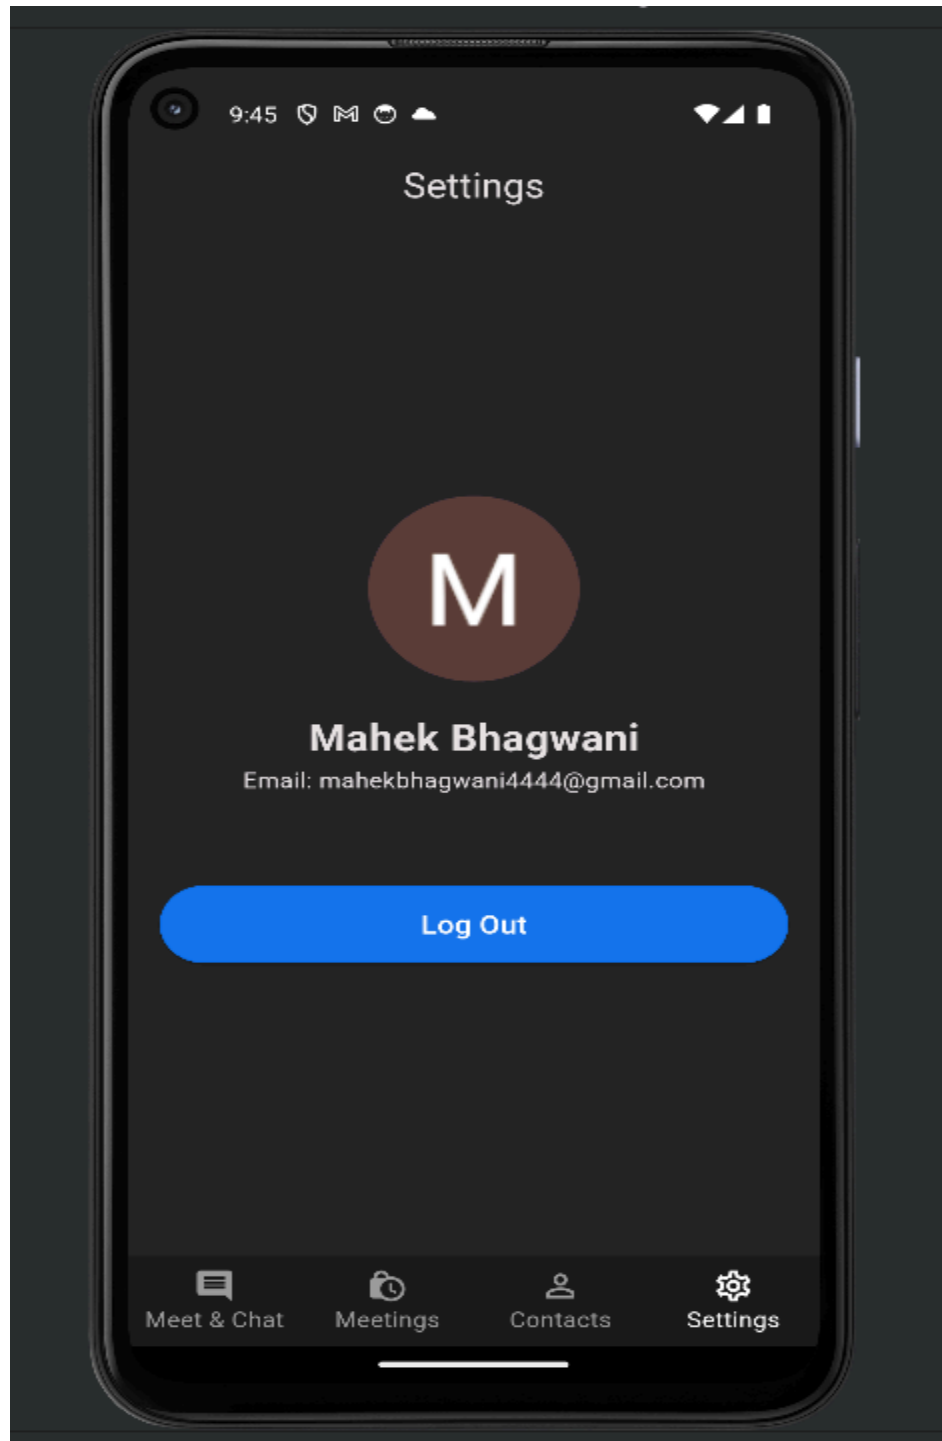 9:45
Settings
M
Mahek Bhagwani
Email: mahekbhagwani4444@gmail.com
Log Out
Meet & Chat Meetings Contacts Settings